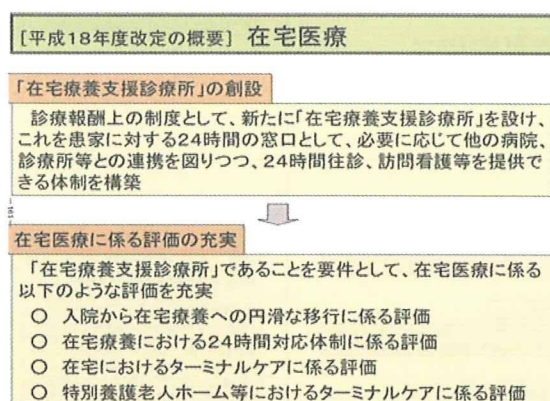 [平成18年度改定の概要] 在宅医療
「在宅療養支援診療所」の創設
診療報酬上の制度として、新たに「在宅療養支援診療所」を設け、
これを患家に対する24時間の窓口として、必要に応じて他の病院、
診療所等との連携を図りつつ、24時間往診、訪問看護等を提供で
きる体制を構築
在宅医療に係る評価の充実
「在宅療養支援診療所」であることを要件として、在宅医療に係る
以下のような評価を充実
○ 入院から在宅療養への円滑な移行に係る評価
○ 在宅療養における24時間対応体制に係る評価
○ 在宅におけるターミナルケアに係る評価
○ 特別養護老人ホーム等におけるターミナルケアに係る評価